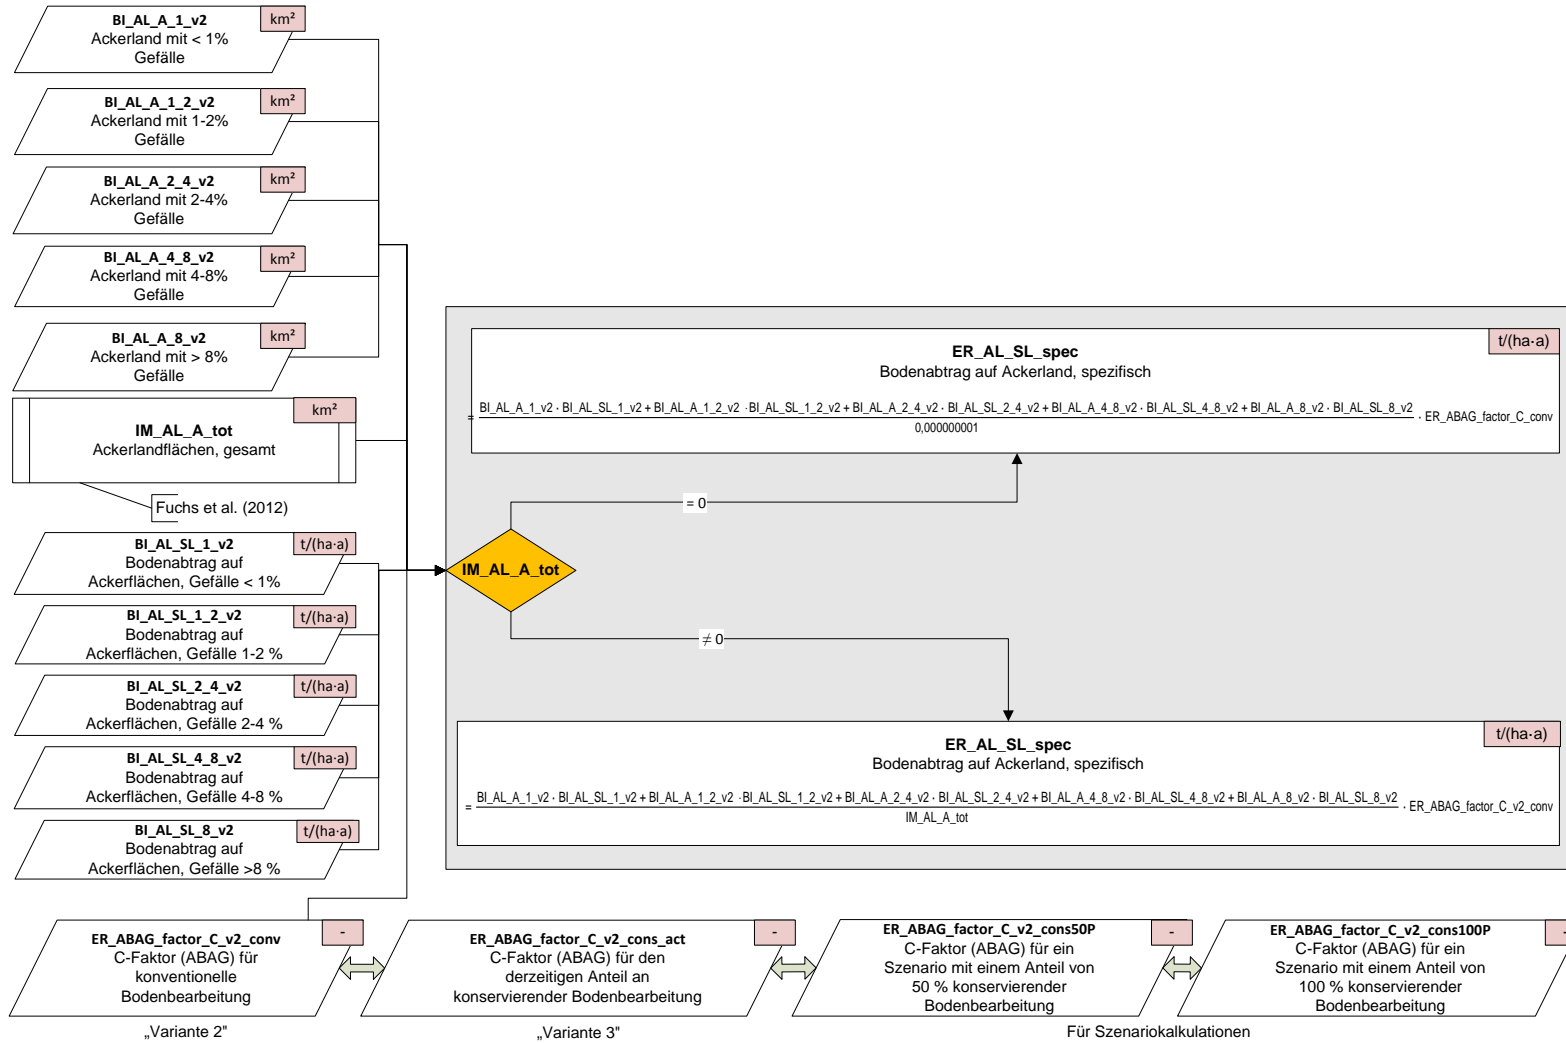 BI_AL_A_1_v2
km²
Ackerland mit < 1%
Gefälle
BI_AL_A_1_2_v2
km²
Ackerland mit 1-2%
Gefälle
BI_AL_A_2_4_v2
km²
Ackerland mit 2-4%
Gefälle
BI_AL_A_4_8_v2
km²
Ackerland mit 4-8%
Gefälle
BI_AL_A_8_v2
km²
Ackerland mit > 8%
Gefälle
km²
IM_AL_A_tot
Ackerlandflächen, gesamt
Fuchs et al. (2012)
BI_AL_SL_1_v2
t/(ha·a)
Bodenabtrag auf
Ackerflächen, Gefälle < 1%
BI_AL_SL_1_2_v2
t/(ha·a)
Bodenabtrag auf
Ackerflächen, Gefälle 1-2 %
BI_AL_SL_2_4_v2
t/(ha·a)
Bodenabtrag auf
Ackerflächen, Gefälle 2-4 %
BI_AL_SL_4_8_v2
t/(ha·a)
Bodenabtrag auf
Ackerflächen, Gefälle 4-8 %
BI_AL_SL_8_v2
t/(ha·a)
Bodenabtrag auf
Ackerflächen, Gefälle >8 %
t/(ha·a)
ER_AL_SL_spec
Bodenabtrag auf Ackerland, spezifisch
= BI_AL_A_1_v2 · BI_AL_SL_1_v2 + BI_AL_A_1_2_v2 · BI_AL_SL_1_2_v2 + BI_AL_A_2_4_v2 · BI_AL_SL_2_4_v2 + BI_AL_A_4_8_v2 · BI_AL_SL_4_8_v2 + BI_AL_A_8_v2 · BI_AL_SL_8_v2
0,000000001
· ER_ABAG_factor_C_conv
= 0
IM_AL_A_tot
≠ 0
t/(ha·a)
ER_AL_SL_spec
Bodenabtrag auf Ackerland, spezifisch
= BI_AL_A_1_v2 · BI_AL_SL_1_v2 + BI_AL_A_1_2_v2 · BI_AL_SL_1_2_v2 + BI_AL_A_2_4_v2 · BI_AL_SL_2_4_v2 + BI_AL_A_4_8_v2 · BI_AL_SL_4_8_v2 + BI_AL_A_8_v2 · BI_AL_SL_8_v2
IM_AL_A_tot
· ER_ABAG_factor_C_v2_conv
-
ER_ABAG_factor_C_v2_conv
C-Faktor (ABAG) für
konventionelle
Bodenbearbeitung
„Variante 2"
-
ER_ABAG_factor_C_v2_cons_act
C-Faktor (ABAG) für den
derzeitigen Anteil an
konservierender Bodenbearbeitung
„Variante 3"
-
ER_ABAG_factor_C_v2_cons50P
C-Faktor (ABAG) für ein
Szenario mit einem Anteil von
50 % konservierender
Bodenbearbeitung
-
ER_ABAG_factor_C_v2_cons100P
C-Faktor (ABAG) für ein
Szenario mit einem Anteil von
100 % konservierender
Bodenbearbeitung
Für Szenariokalkulationen